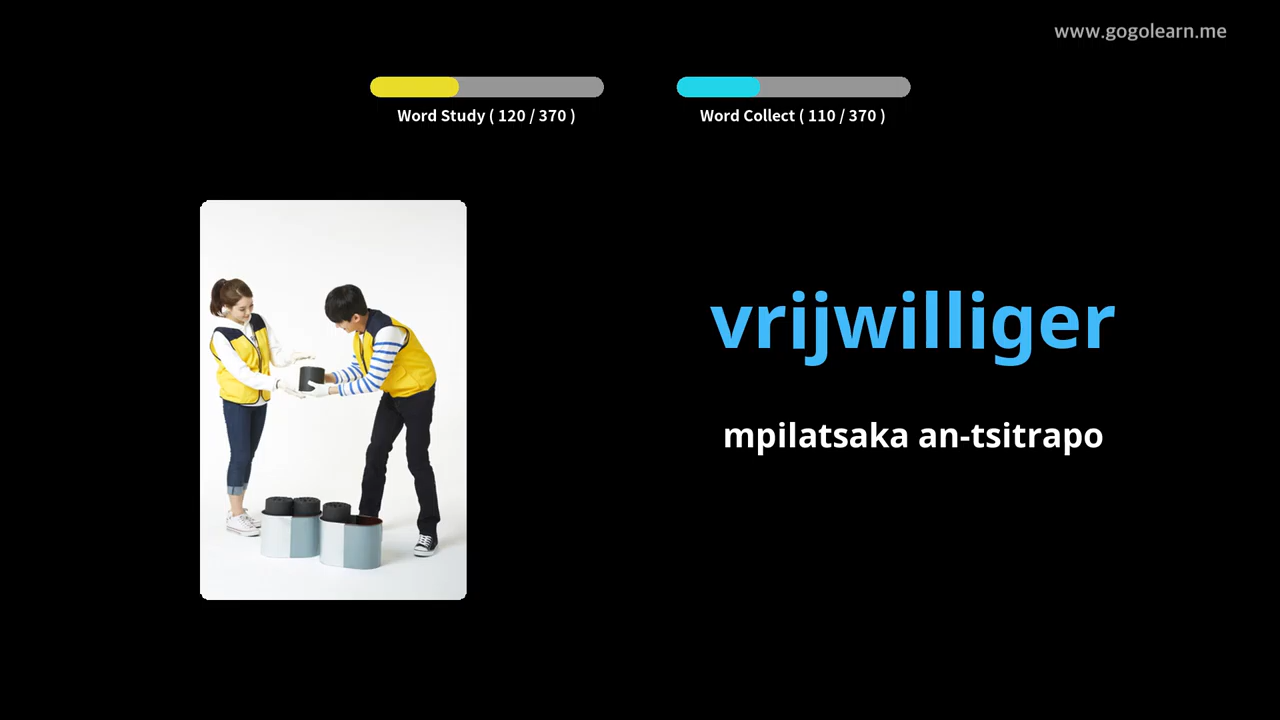 www.gogolearn.me
Word Study ( 120 / 370 )
Word Collect ( 110 / 370 )
vrijwilliger
mpilatsaka an-tsitrapo